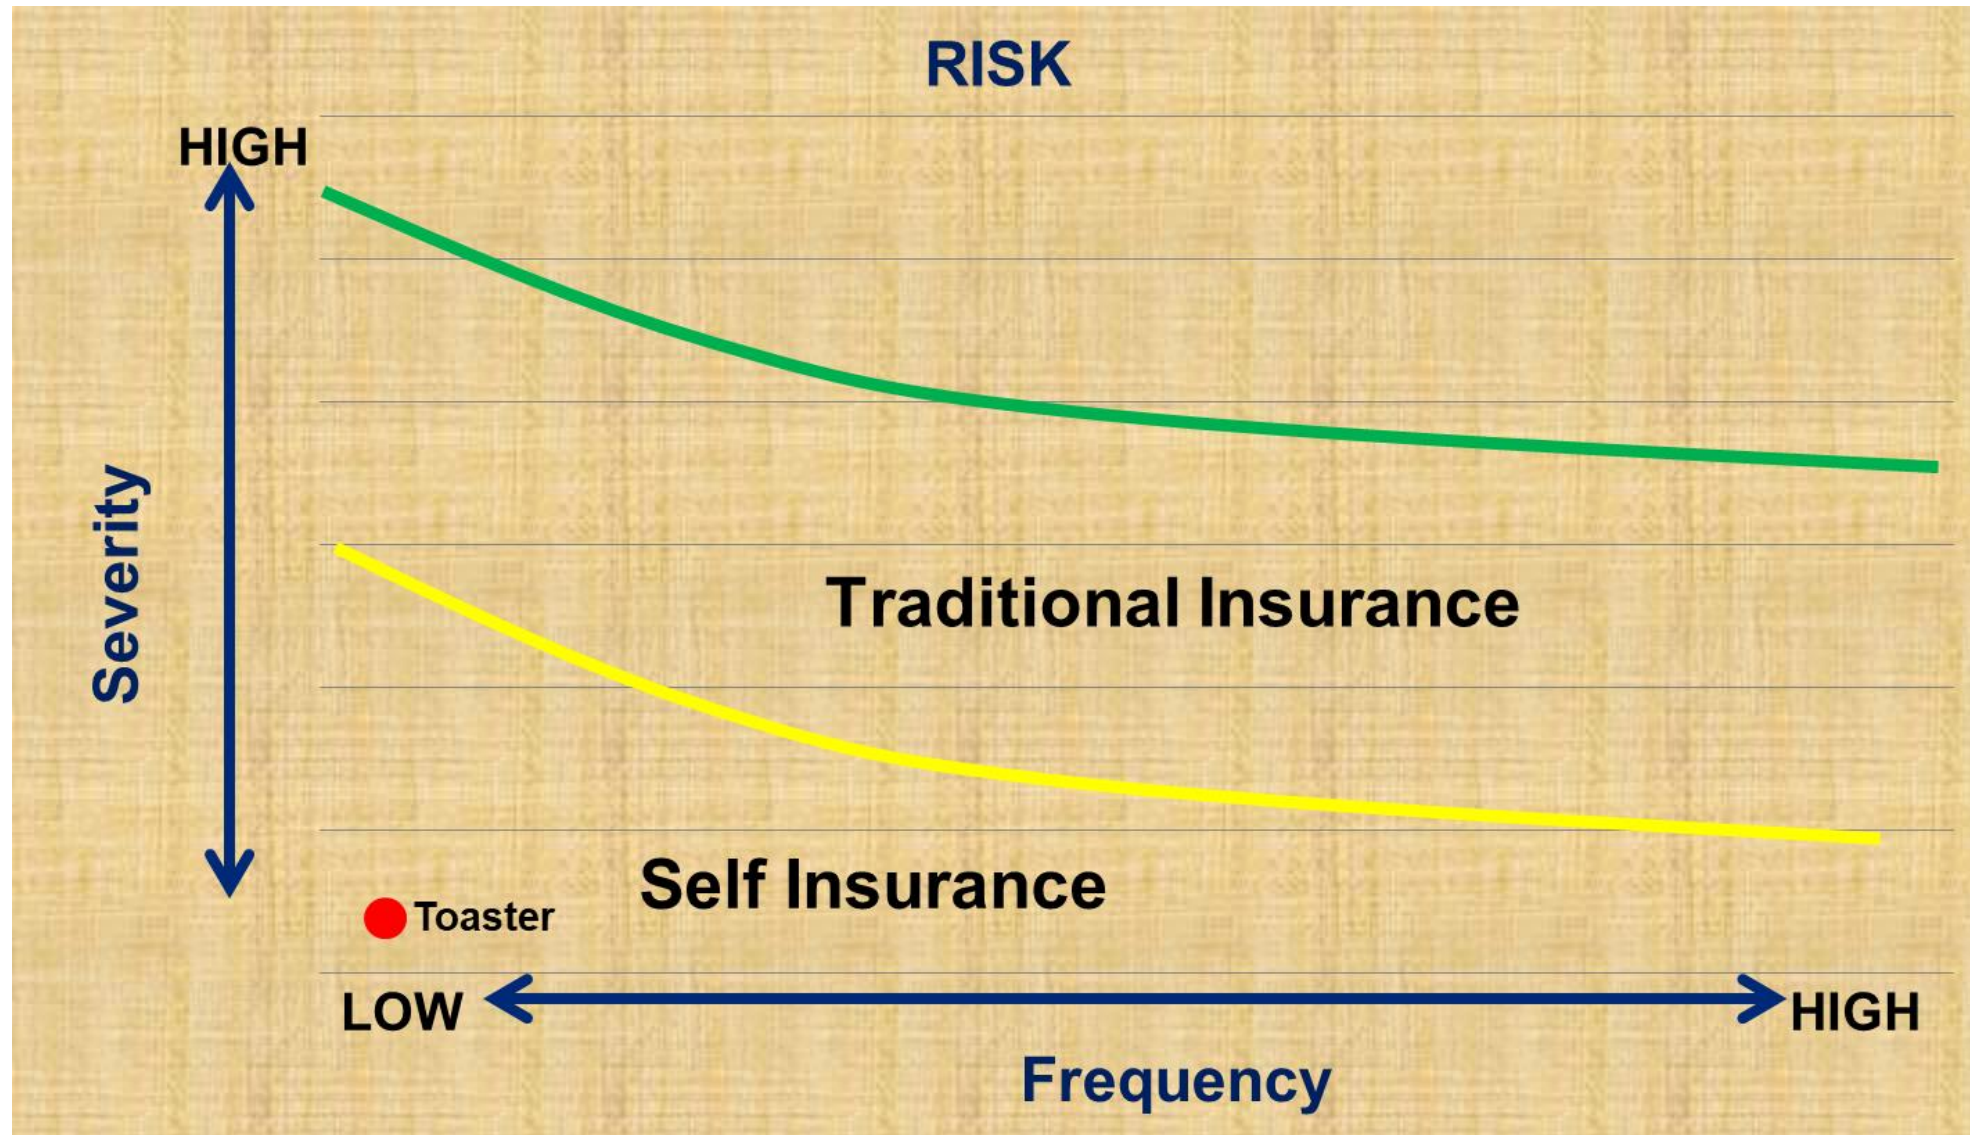 RISK
HIGH
Severity
Traditional Insurance
Self Insurance
Toaster
LOW
HIGH
Frequency